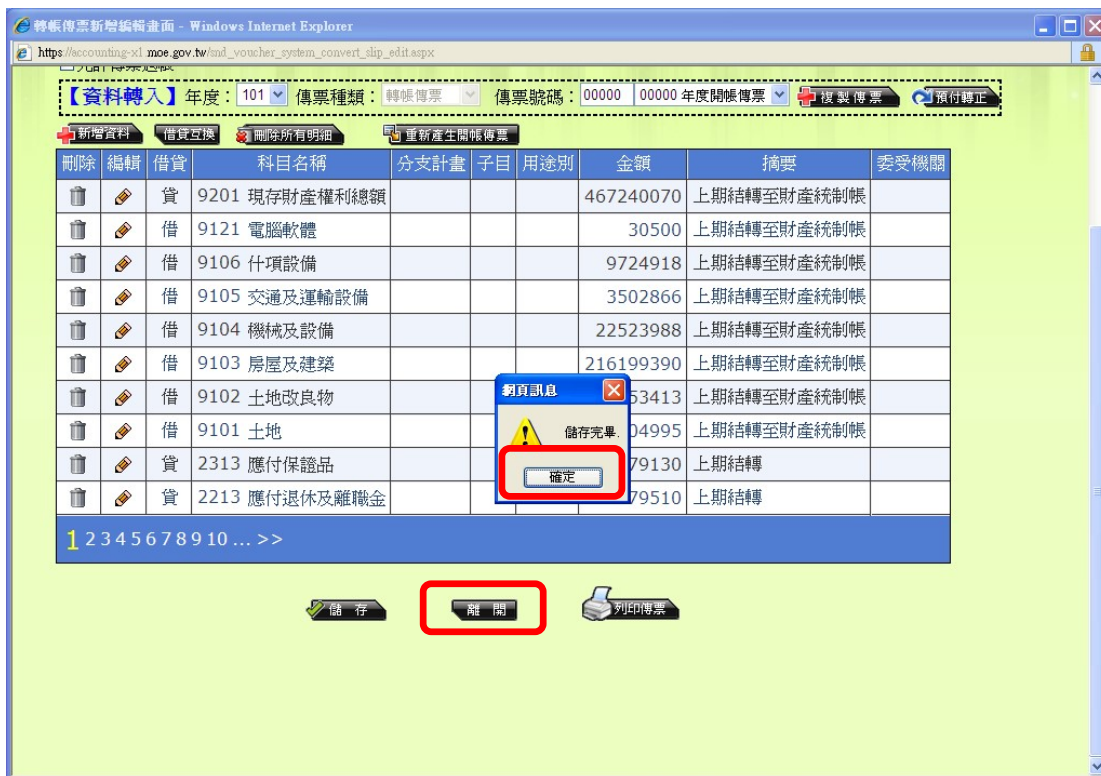 轉帳傳票新增編輯畫面 - Windows Internet Explorer
https://accounting-x1.moe.gov.tw/snd_voucher_system_convert_slip_edit.aspx
【資料轉入】 年度： 101 傳票種類： 轉帳傳票 傳票號碼： 00000 00000 年度開帳傳票 複製傳票 預付轉正
新增資料 借貸互換 刪除所有明細 重新產生開帳傳票
刪除 編輯 借貸 科目名稱 分支計畫 子目 用途別 金額 摘要 委受機關
貸 9201 現存財產權利總額 467240070 上期結轉至財產統制帳
借 9121 電腦軟體 30500 上期結轉至財產統制帳
借 9106 什項設備 9724918 上期結轉至財產統制帳
借 9105 交通及運輸設備 3502866 上期結轉至財產統制帳
借 9104 機械及設備 22523988 上期結轉至財產統制帳
借 9103 房屋及建築 216199390 上期結轉至財產統制帳
借 9102 土地改良物 53413 上期結轉至財產統制帳
借 9101 土地 04995 上期結轉至財產統制帳
貸 2313 應付保證品 79130 上期結轉
貸 2213 應付退休及離職金 79510 上期結轉
網頁訊息
儲存完畢.
確定
1 2 3 4 5 6 7 8 9 10 ... >>
儲存 離開 列印傳票